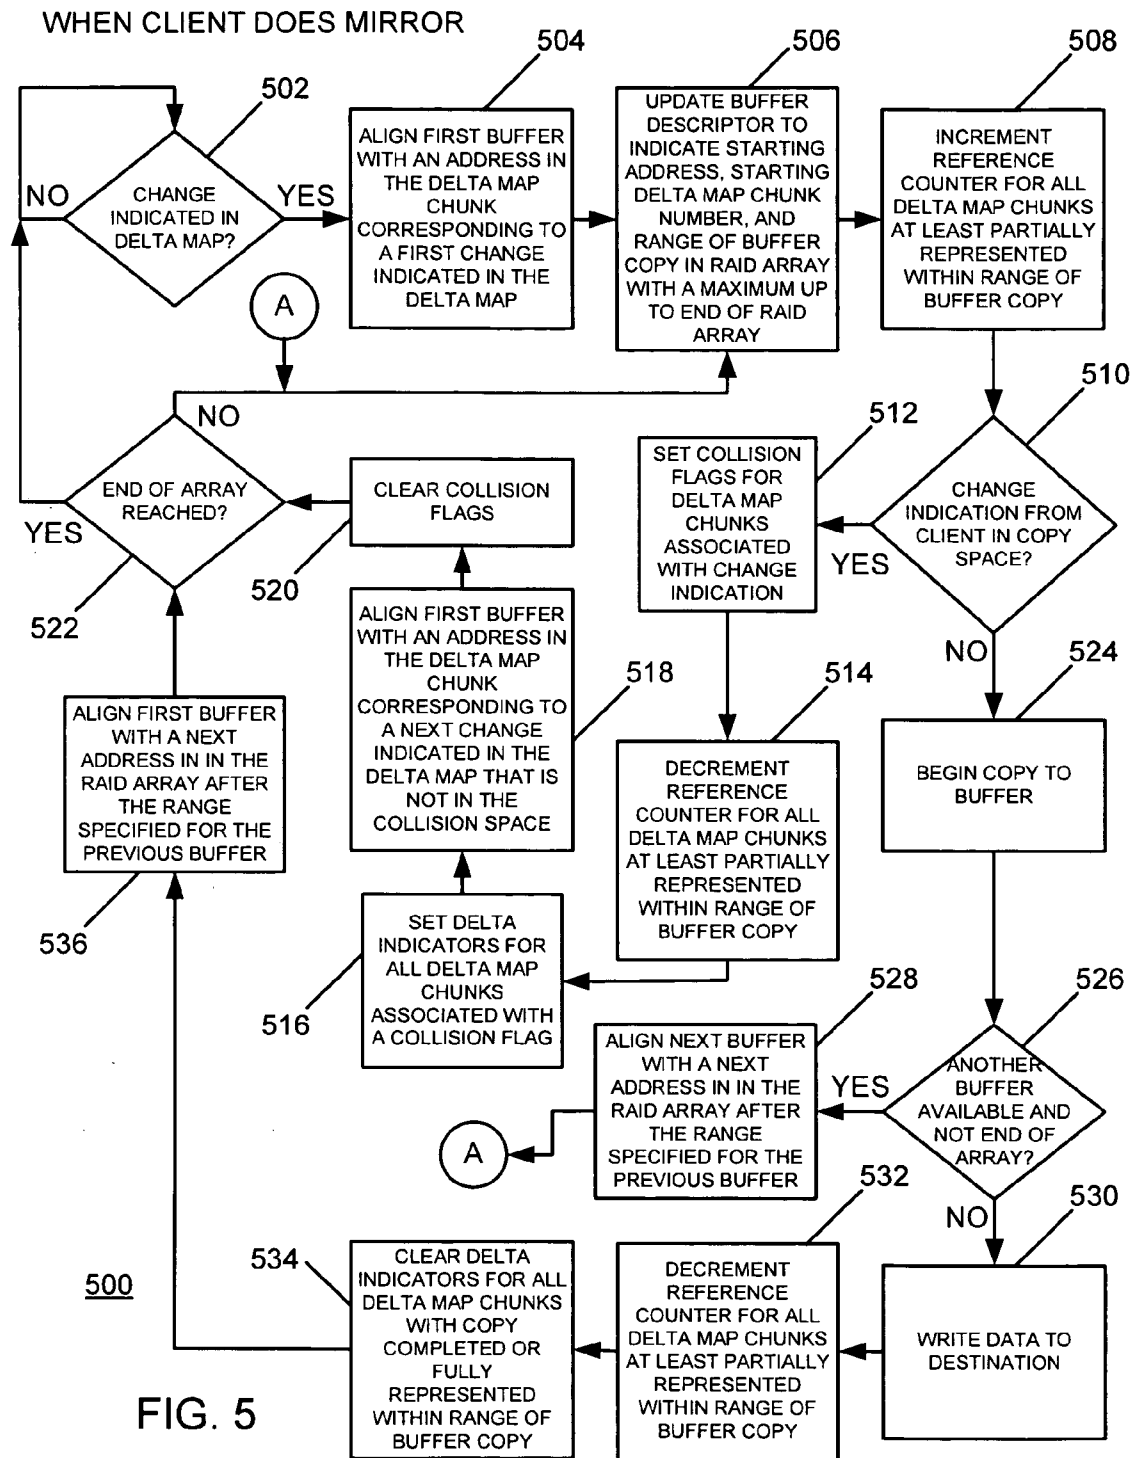 WHEN CLIENT DOES MIRROR
502
CHANGE
INDICATED IN
DELTA MAP?
NO
YES
504
ALIGN FIRST BUFFER
WITH AN ADDRESS IN
THE DELTA MAP
CHUNK
CORRESPONDING TO
A FIRST CHANGE
INDICATED IN THE
DELTA MAP
506
UPDATE BUFFER
DESCRIPTOR TO
INDICATE STARTING
ADDRESS, STARTING
DELTA MAP CHUNK
NUMBER, AND
RANGE OF BUFFER
COPY IN RAID ARRAY
WITH A MAXIMUM UP
TO END OF RAID
ARRAY
508
INCREMENT
REFERENCE
COUNTER FOR ALL
DELTA MAP CHUNKS
AT LEAST PARTIALLY
REPRESENTED
WITHIN RANGE OF
BUFFER COPY
A
510
CHANGE
INDICATION FROM
CLIENT IN COPY
SPACE?
YES
NO
512
SET COLLISION
FLAGS FOR
DELTA MAP
CHUNKS
ASSOCIATED
WITH CHANGE
INDICATION
514
DECREMENT
REFERENCE
COUNTER FOR ALL
DELTA MAP CHUNKS
AT LEAST PARTIALLY
REPRESENTED
WITHIN RANGE OF
BUFFER COPY
516
SET DELTA
INDICATORS FOR
ALL DELTA MAP
CHUNKS
ASSOCIATED WITH
A COLLISION FLAG
518
ALIGN FIRST BUFFER
WITH AN ADDRESS IN
THE DELTA MAP
CHUNK
CORRESPONDING TO
A NEXT CHANGE
INDICATED IN THE
DELTA MAP THAT IS
NOT IN THE
COLLISION SPACE
520
CLEAR COLLISION
FLAGS
522
END OF ARRAY
REACHED?
NO
YES
524
BEGIN COPY TO
BUFFER
526
ANOTHER
BUFFER
AVAILABLE AND
NOT END OF
ARRAY?
YES
NO
528
ALIGN NEXT BUFFER
WITH A NEXT
ADDRESS IN IN THE
RAID ARRAY AFTER
THE RANGE
SPECIFIED FOR THE
PREVIOUS BUFFER
A
530
WRITE DATA TO
DESTINATION
532
DECREMENT
REFERENCE
COUNTER FOR ALL
DELTA MAP CHUNKS
AT LEAST PARTIALLY
REPRESENTED
WITHIN RANGE OF
BUFFER COPY
534
CLEAR DELTA
INDICATORS FOR ALL
DELTA MAP CHUNKS
WITH COPY
COMPLETED OR
FULLY
REPRESENTED
WITHIN RANGE OF
BUFFER COPY
536
ALIGN FIRST BUFFER
WITH A NEXT
ADDRESS IN IN THE
RAID ARRAY AFTER
THE RANGE
SPECIFIED FOR THE
PREVIOUS BUFFER
500
FIG. 5